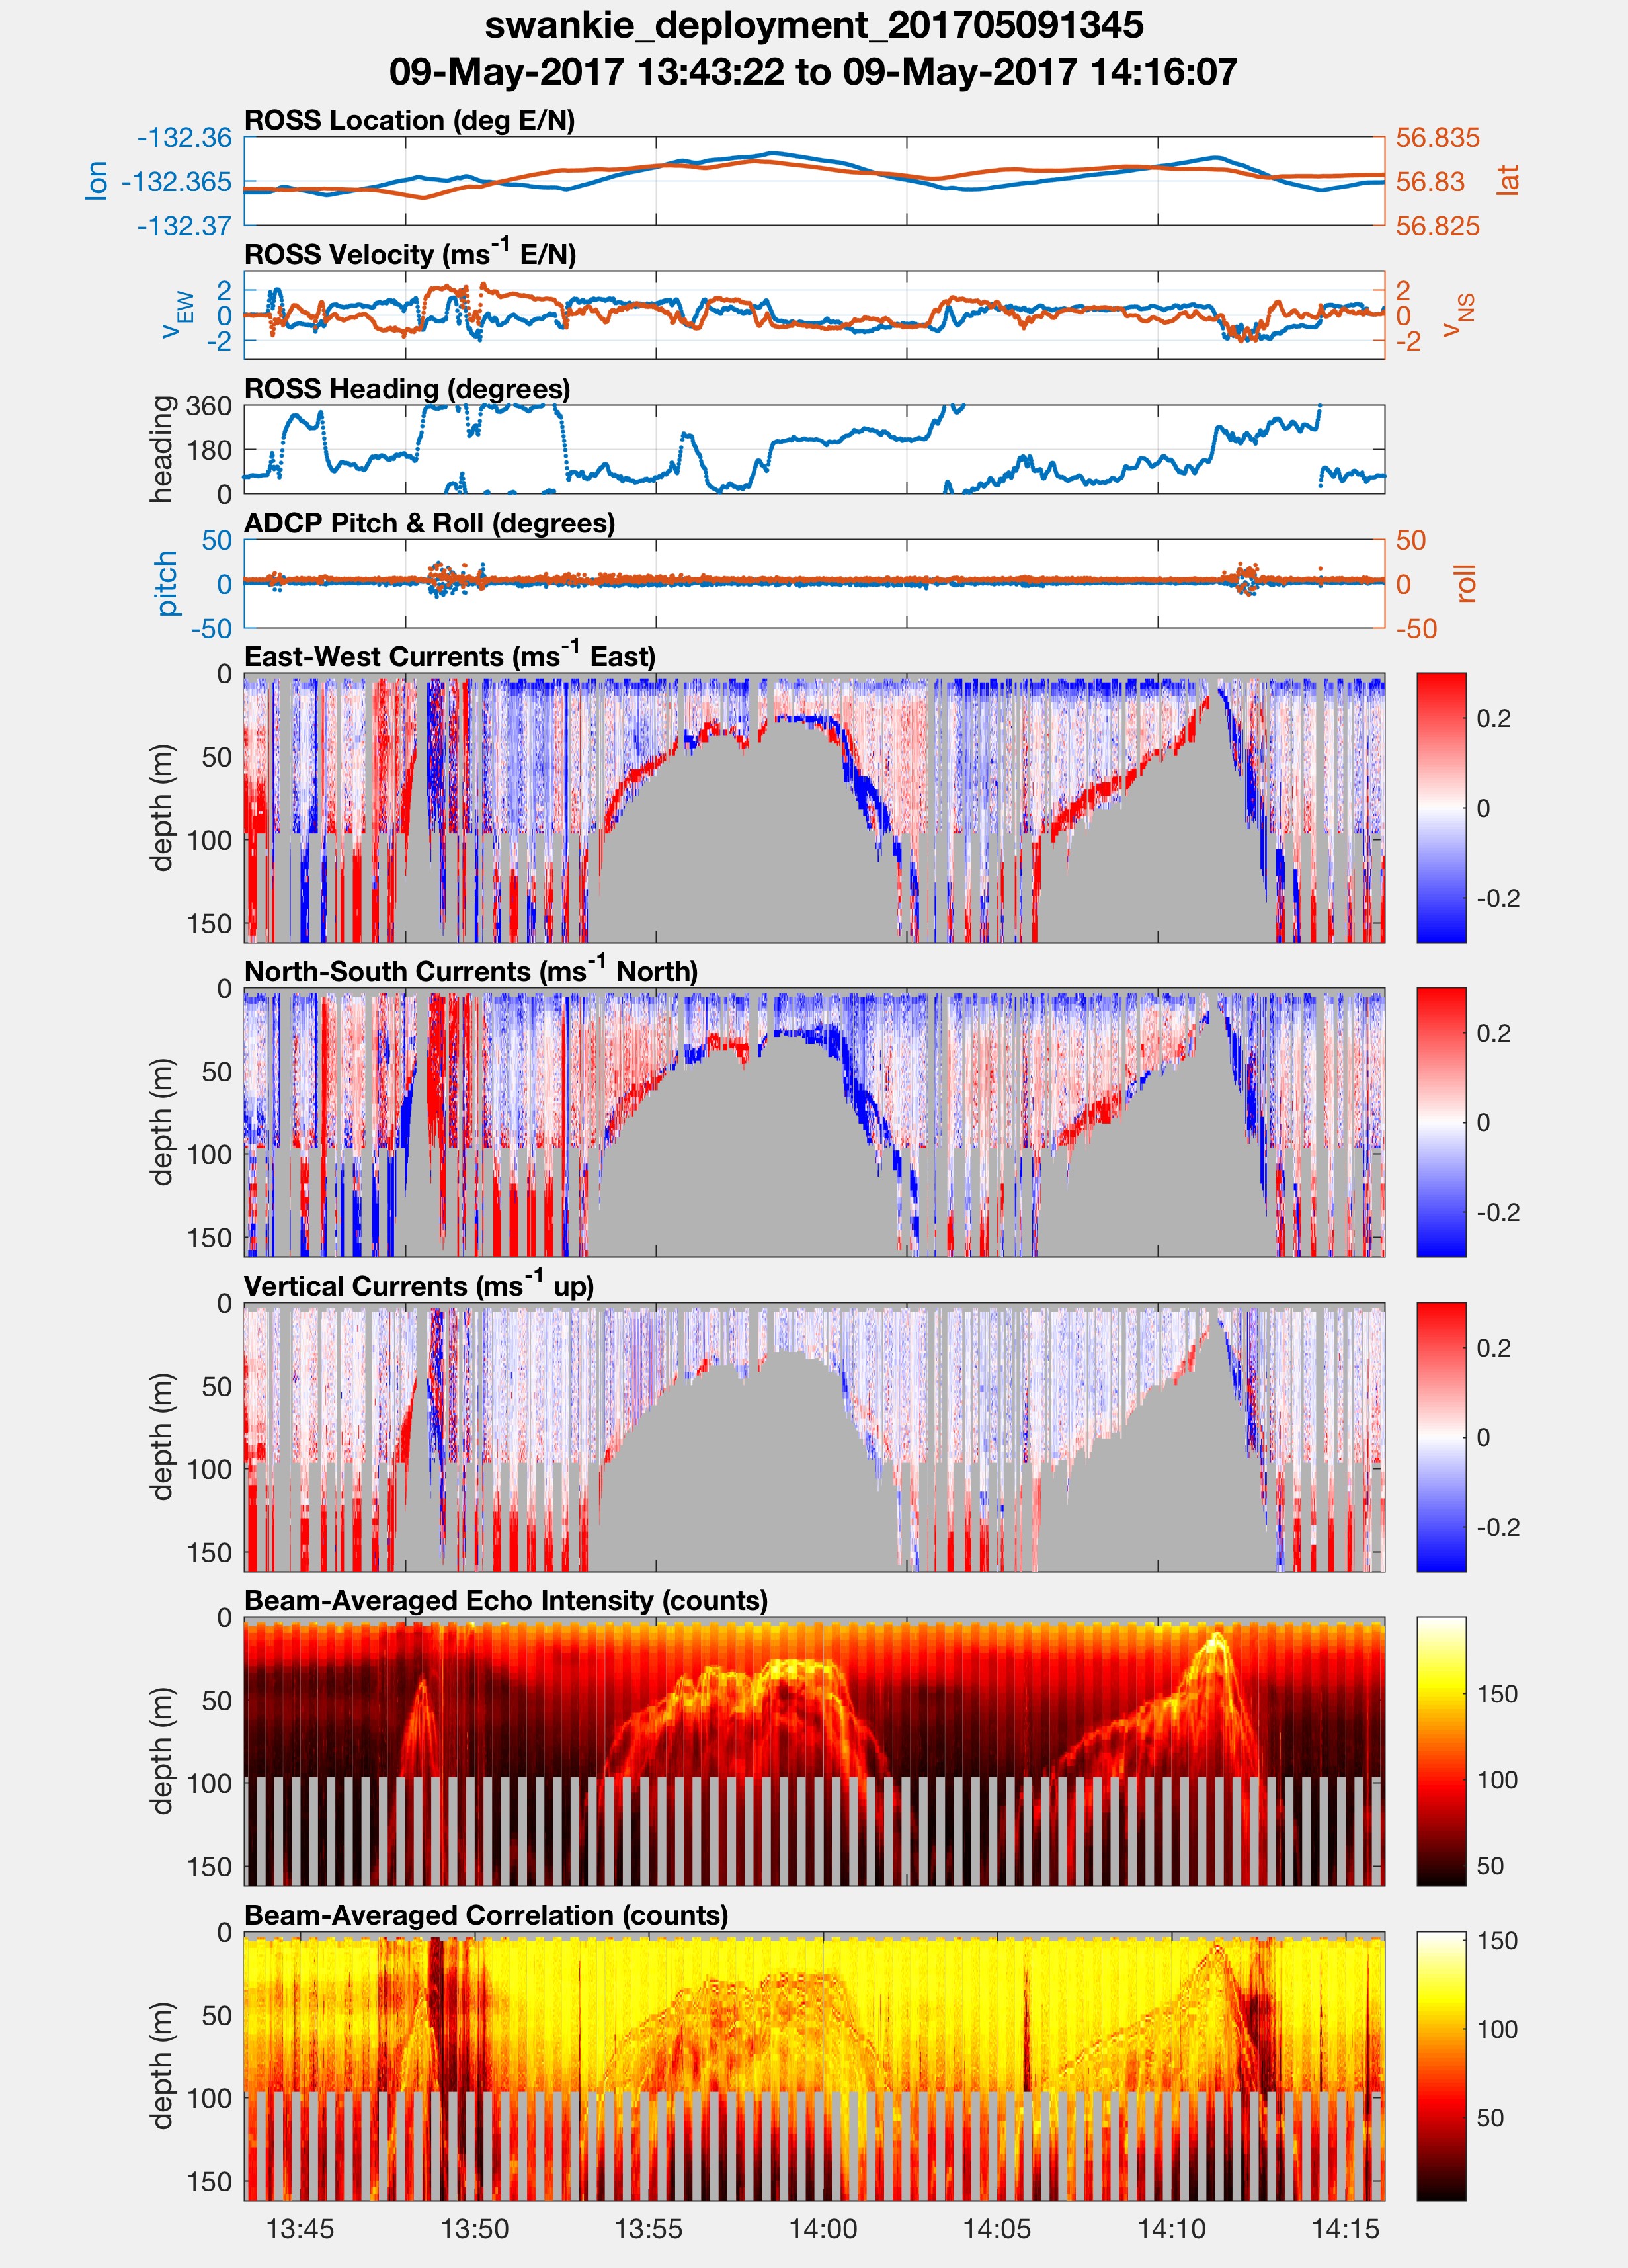 swankie_deployment_201705091345
09-May-2017 13:43:22 to 09-May-2017 14:16:07
ROSS Location (deg E/N)
-132.36
-132.365
-132.37
lon
56.835
56.83
56.825
lat
ROSS Velocity (ms-1 E/N)
2
0
-2
vEW
2
0
-2
vNS
ROSS Heading (degrees)
360
180
0
heading
ADCP Pitch & Roll (degrees)
50
0
-50
pitch
50
0
-50
roll
East-West Currents (ms-1 East)
0
50
100
150
depth (m)
0.2
0
-0.2
North-South Currents (ms-1 North)
0
50
100
150
depth (m)
0.2
0
-0.2
Vertical Currents (ms-1 up)
0
50
100
150
depth (m)
0.2
0
-0.2
Beam-Averaged Echo Intensity (counts)
0
50
100
150
depth (m)
150
100
50
Beam-Averaged Correlation (counts)
0
50
100
150
depth (m)
150
100
50
13:45 13:50 13:55 14:00 14:05 14:10 14:15